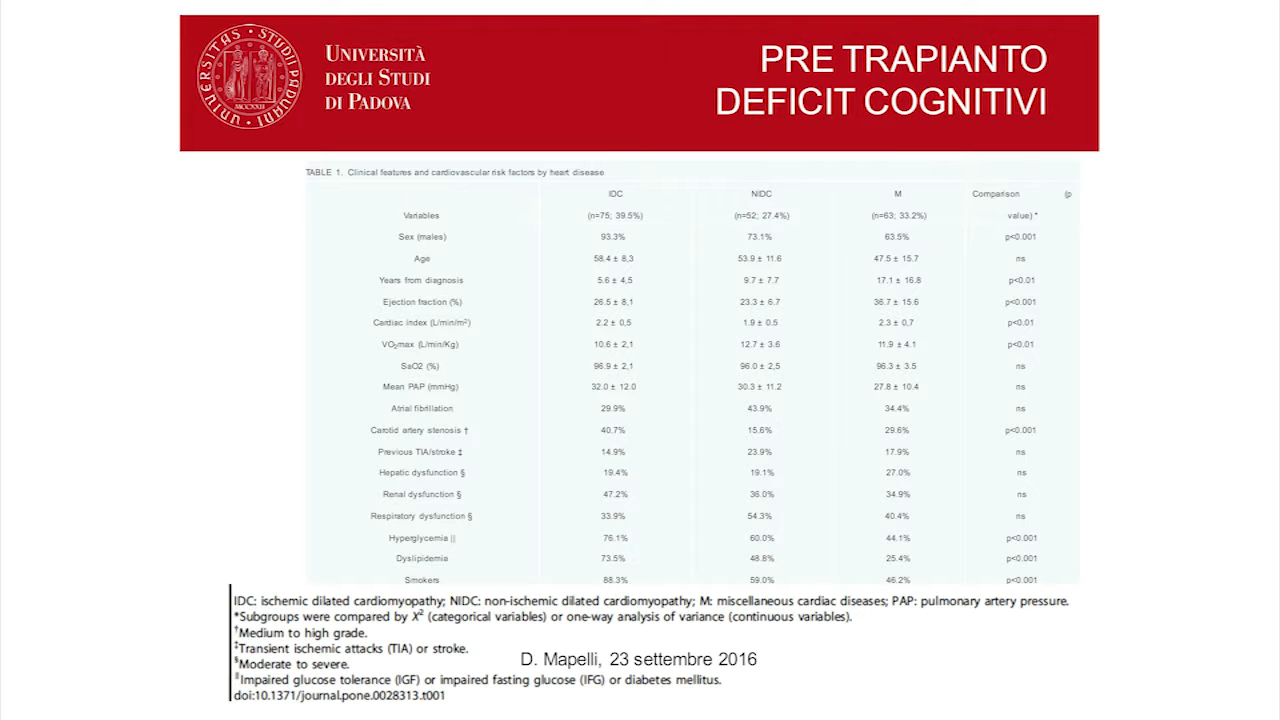 UNIVERSITAS STUDII PADUANI
MCCXXII
UNIVERSITÀ
DEGLI STUDI
DI PADOVA
PRE TRAPIANTO
DEFICIT COGNITIVI
TABLE 1. Clinical features and cardiovascular risk factors by heart disease
IDC NIDC M Comparison (p
Variables (n=75; 39.5%) (n=52; 27.4%) (n=63; 33.2%) value) *
Sex (males) 93.3% 73.1% 63.5% p<0.001
Age 58.4 ± 8,3 53.9 ± 11.6 47.5 ± 15.7 ns
Years from diagnosis 5.6 ± 4,5 9.7 ± 7.7 17.1 ± 16.8 p<0.01
Ejection fraction (%) 26.5 ± 8,1 23.3 ± 6.7 36.7 ± 15.6 p<0.001
Cardiac index (L/min/m²) 2.2 ± 0,5 1.9 ± 0.5 2.3 ± 0,7 p<0.01
VO₂max (L/min/Kg) 10.6 ± 2,1 12.7 ± 3.6 11.9 ± 4.1 p<0.01
SaO2 (%) 96.9 ± 2,1 96.0 ± 2,5 96.3 ± 3.5 ns
Mean PAP (mmHg) 32.0 ± 12.0 30.3 ± 11.2 27.8 ± 10.4 ns
Atrial fibrillation 29.9% 43.9% 34.4% ns
Carotid artery stenosis † 40.7% 15.6% 29.6% p<0.001
Previous TIA/stroke ‡ 14.9% 23.9% 17.9% ns
Hepatic dysfunction § 19.4% 19.1% 27.0% ns
Renal dysfunction § 47.2% 36.0% 34.9% ns
Respiratory dysfunction § 33.9% 54.3% 40.4% ns
Hyperglycemia || 76.1% 60.0% 44.1% p<0.001
Dyslipidemia 73.5% 48.8% 25.4% p<0.001
Smokers 88.3% 59.0% 46.2% p<0.001
IDC: ischemic dilated cardiomyopathy; NIDC: non-ischemic dilated cardiomyopathy; M: miscellaneous cardiac diseases; PAP: pulmonary artery pressure.
*Subgroups were compared by X² (categorical variables) or one-way analysis of variance (continuous variables).
†Medium to high grade.
‡Transient ischemic attacks (TIA) or stroke.
§Moderate to severe.
D. Mapelli, 23 settembre 2016
||Impaired glucose tolerance (IGF) or impaired fasting glucose (IFG) or diabetes mellitus.
doi:10.1371/journal.pone.0028313.t001